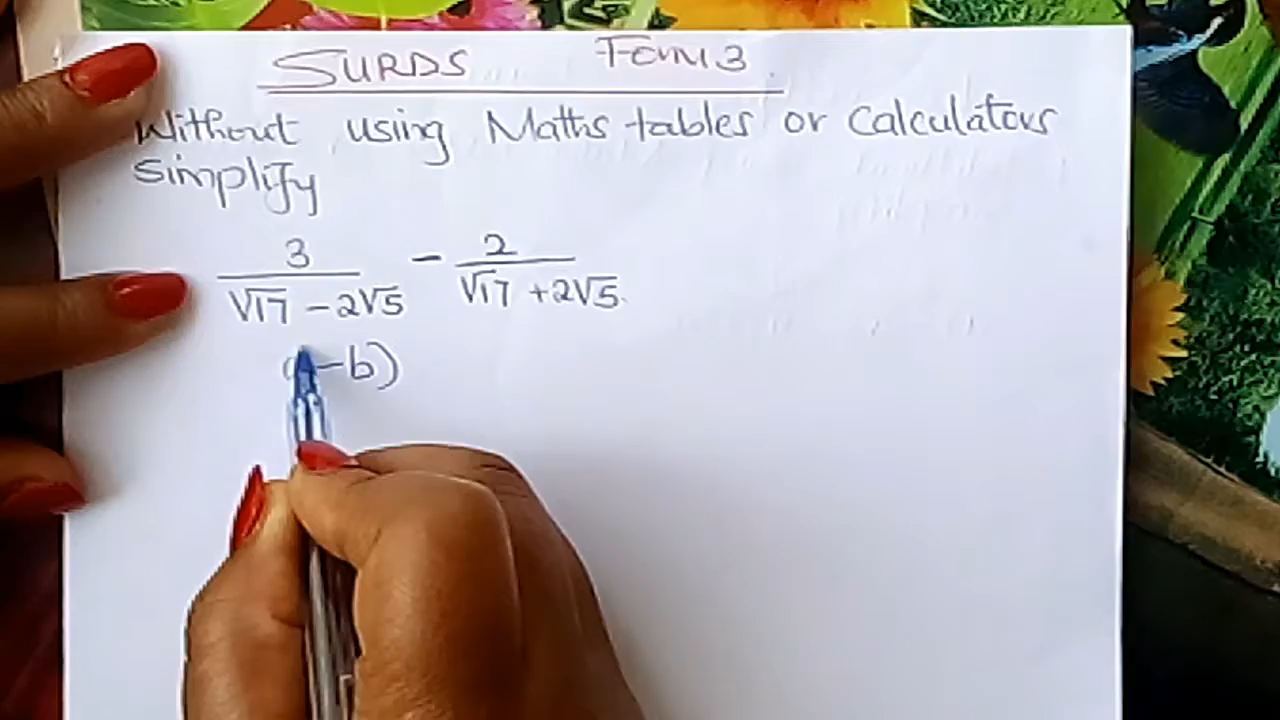 SURDS Form 3
Without using Maths tables or calculators
simplify
3/(√17 - 2√5) - 2/(√17 + 2√5)
-b)